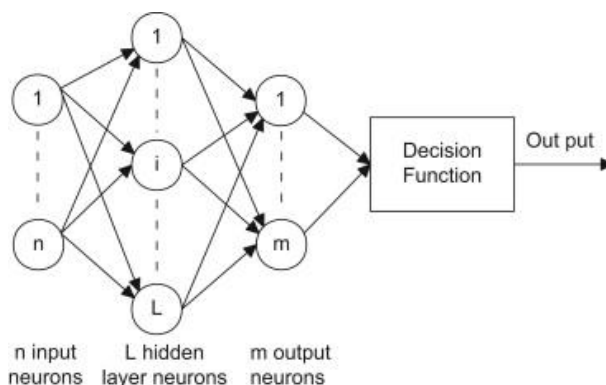 1
1
1
i
n
m
L
Decision
Function
Out put
n input
neurons
L hidden
layer neurons
m output
neurons